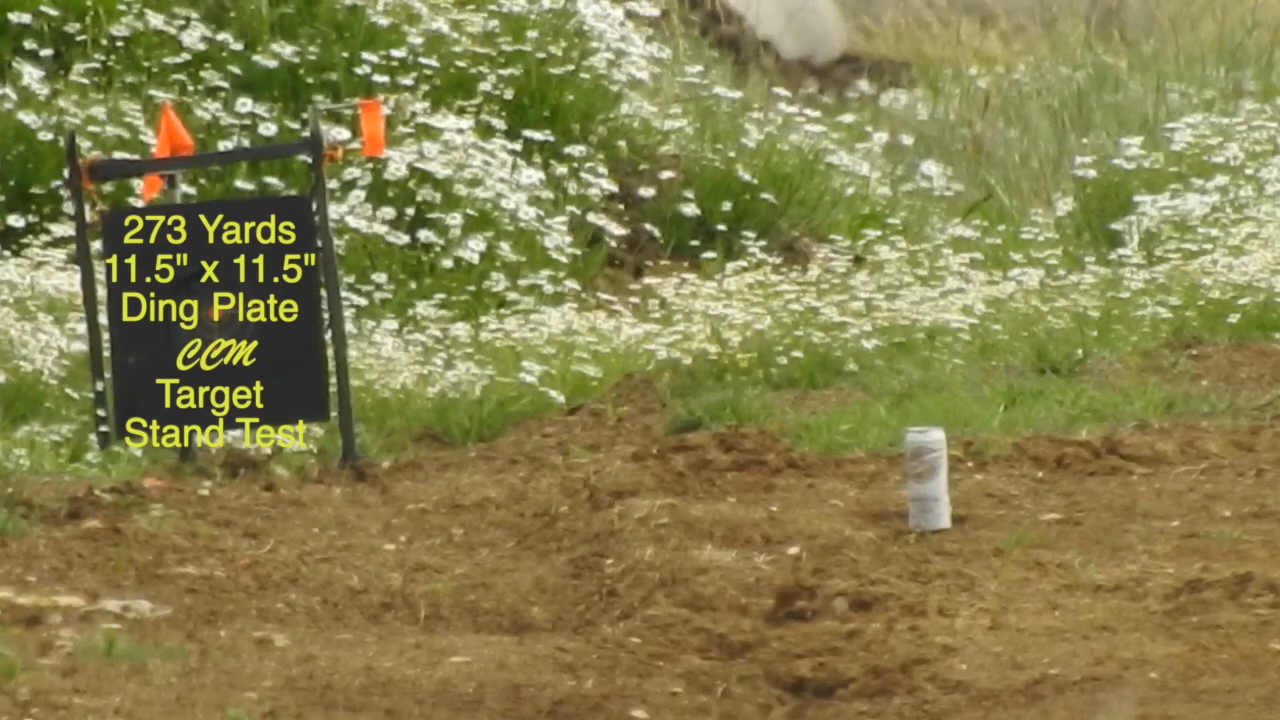 273 Yards
11.5" x 11.5"
Ding Plate
CCM
Target
Stand Test